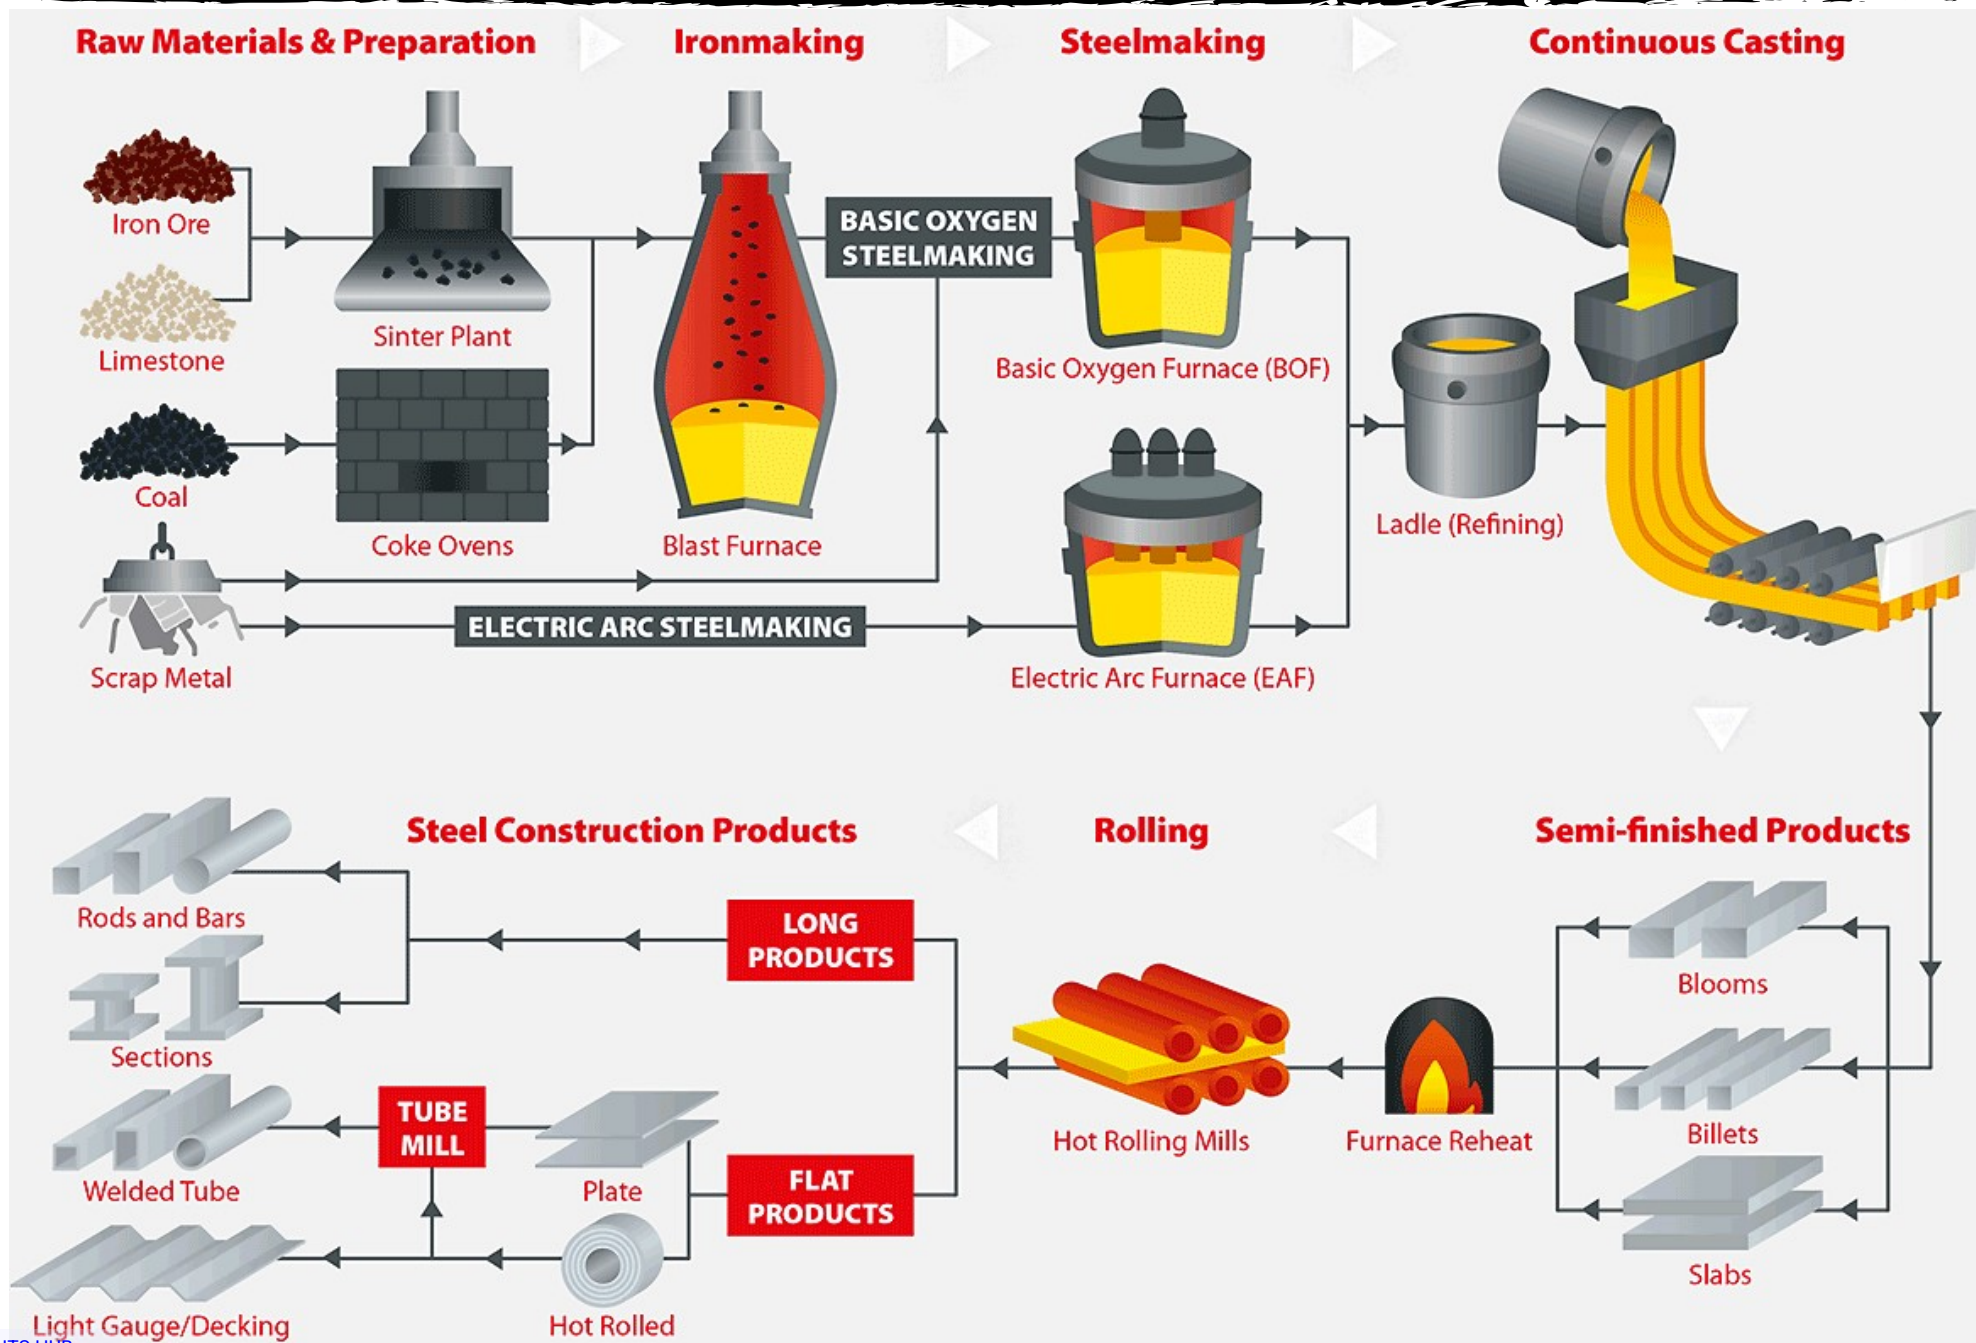 Raw Materials & Preparation
Ironmaking
Steelmaking
Continuous Casting
Iron Ore
Limestone
Sinter Plant
BASIC OXYGEN
STEELMAKING
Basic Oxygen Furnace (BOF)
Coal
Coke Ovens
Blast Furnace
Ladle (Refining)
ELECTRIC ARC STEELMAKING
Scrap Metal
Electric Arc Furnace (EAF)
Steel Construction Products
Rolling
Semi-finished Products
Rods and Bars
LONG
PRODUCTS
Blooms
Sections
TUBE
MILL
Hot Rolling Mills
Furnace Reheat
Billets
Welded Tube
Plate
FLAT
PRODUCTS
Slabs
Light Gauge/Decking
Hot Rolled